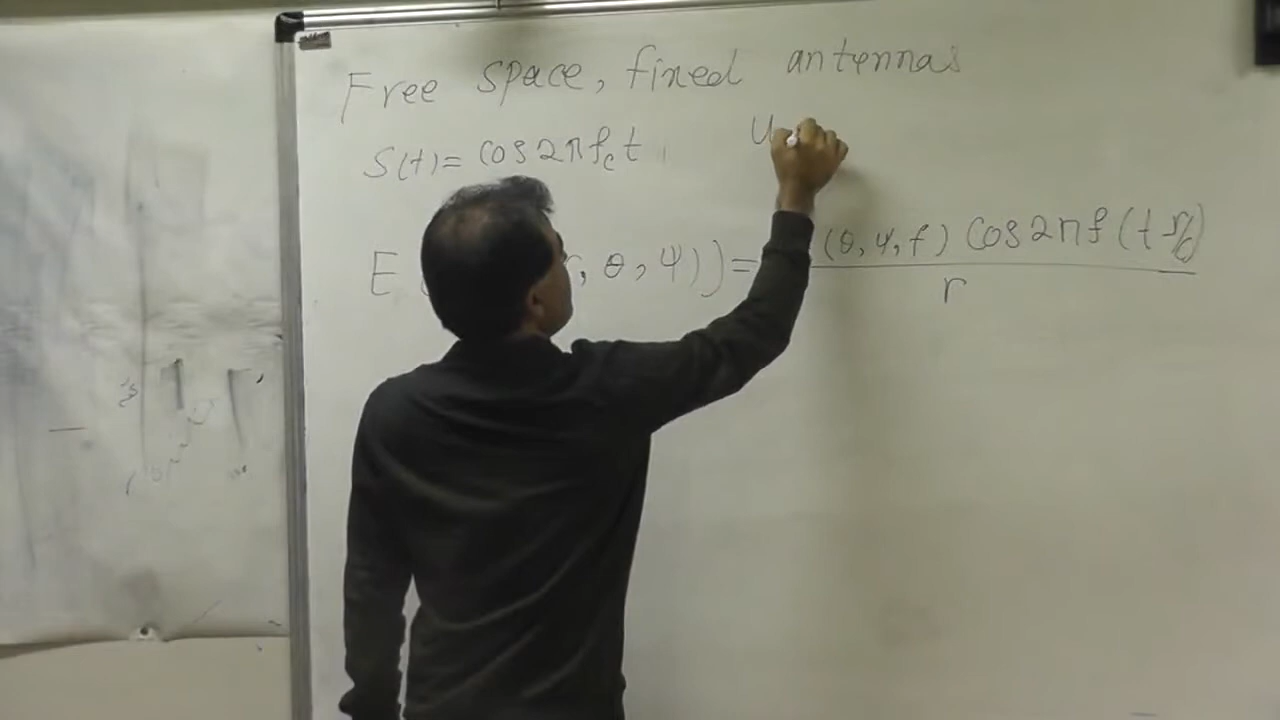 Free space, fixed antennas
S(t) = cos 2πf_c t
U
E r, θ, ψ)) = (θ, ψ, f) cos 2πf (t r/c)
r